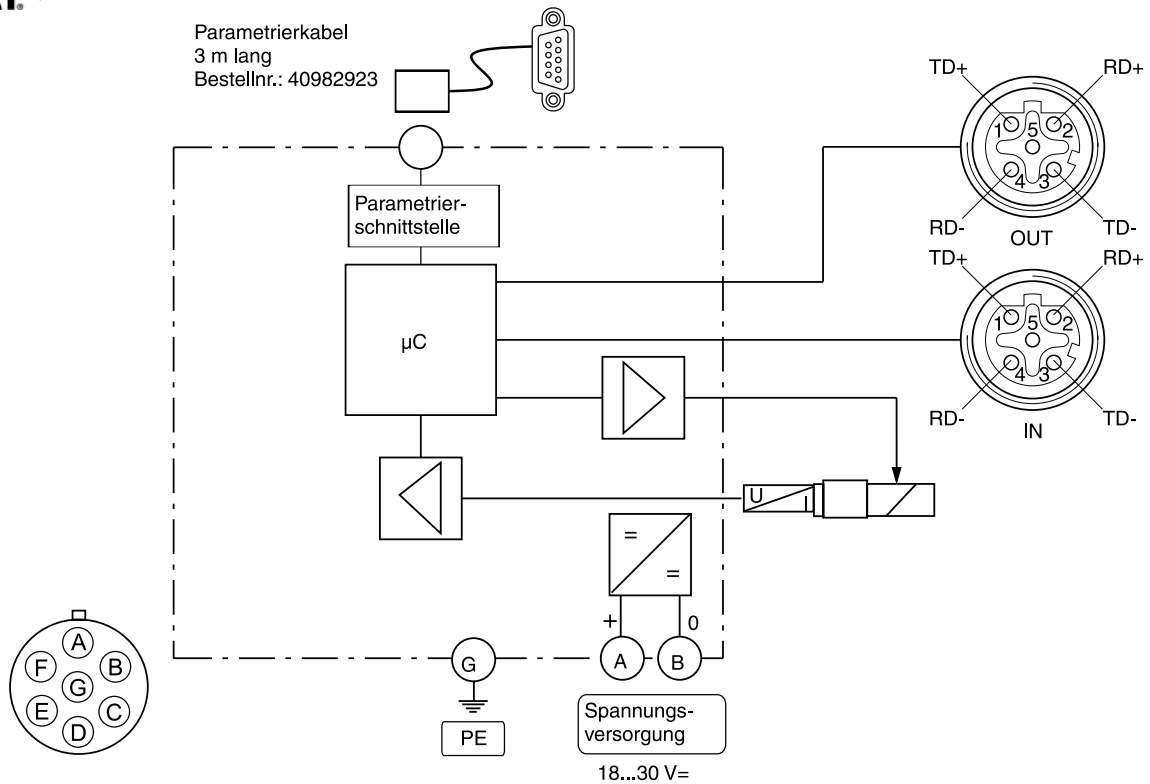 Parametrierkabel
3 m lang
Bestellnr.: 40982923
TD+ RD+
1 5 2
4 3
RD- TD-
OUT
Parametrier-
schnittstelle
TD+ RD+
1 5 2
4 3
RD- TD-
IN
µC
U I
=
=
+ 0
A
F B
G
E C
D
G A B
PE
Spannungs-
versorgung
18...30 V=